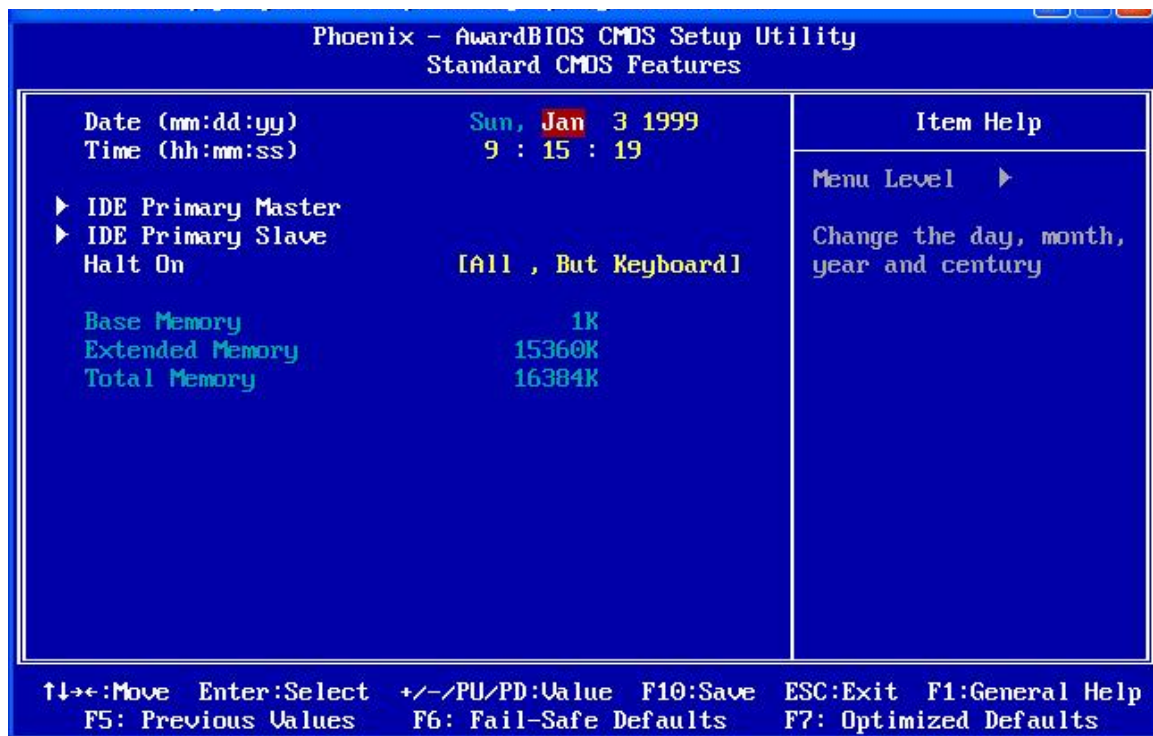 Phoenix - AwardBIOS CMOS Setup Utility
Standard CMOS Features
Date (mm:dd:yy) Sun, Jan 3 1999
Time (hh:mm:ss) 9 : 15 : 19
▶ IDE Primary Master
▶ IDE Primary Slave
Halt On [All , But Keyboard]
Base Memory 1K
Extended Memory 15360K
Total Memory 16384K
Item Help
Menu Level ▶
Change the day, month,
year and century
↑↓→←:Move Enter:Select +/-/PU/PD:Value F10:Save ESC:Exit F1:General Help
F5: Previous Values F6: Fail-Safe Defaults F7: Optimized Defaults